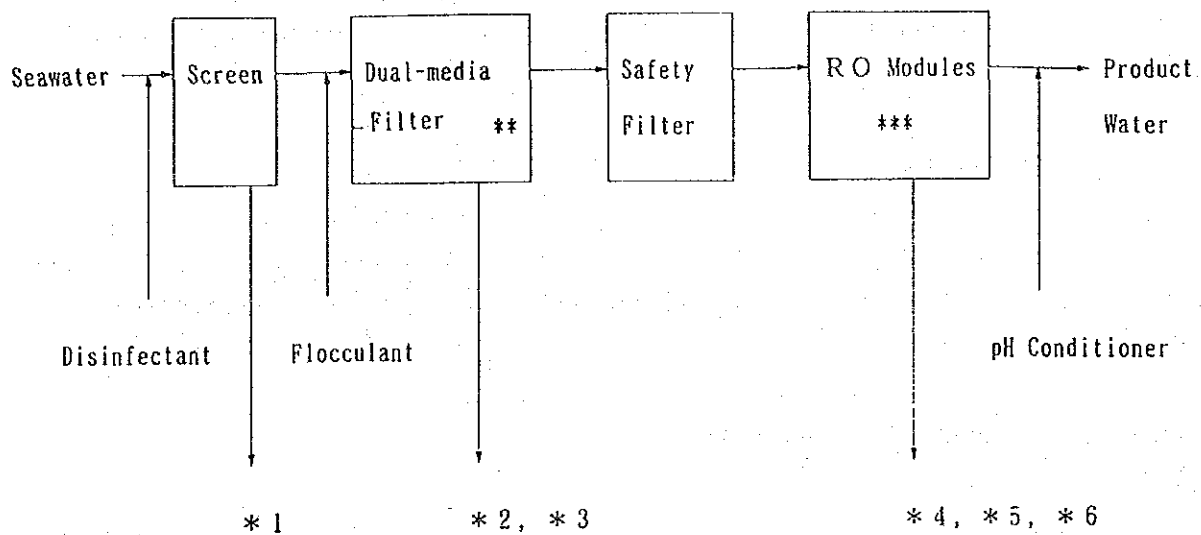 Seawater
Screen
Dual-media
Filter **
Safety
Filter
RO Modules
***
Product
Water
Disinfectant
Flocculant
pH Conditioner
*1
*2, *3
*4, *5, *6